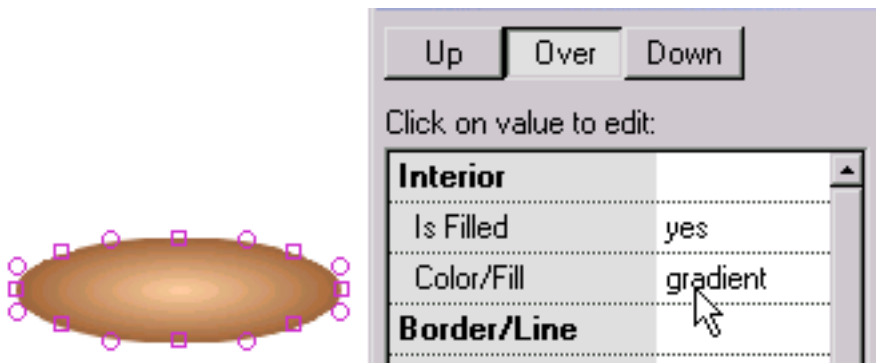 Up Over Down
Click on value to edit:
Interior
Is Filled yes
Color/Fill gradient
Border/Line